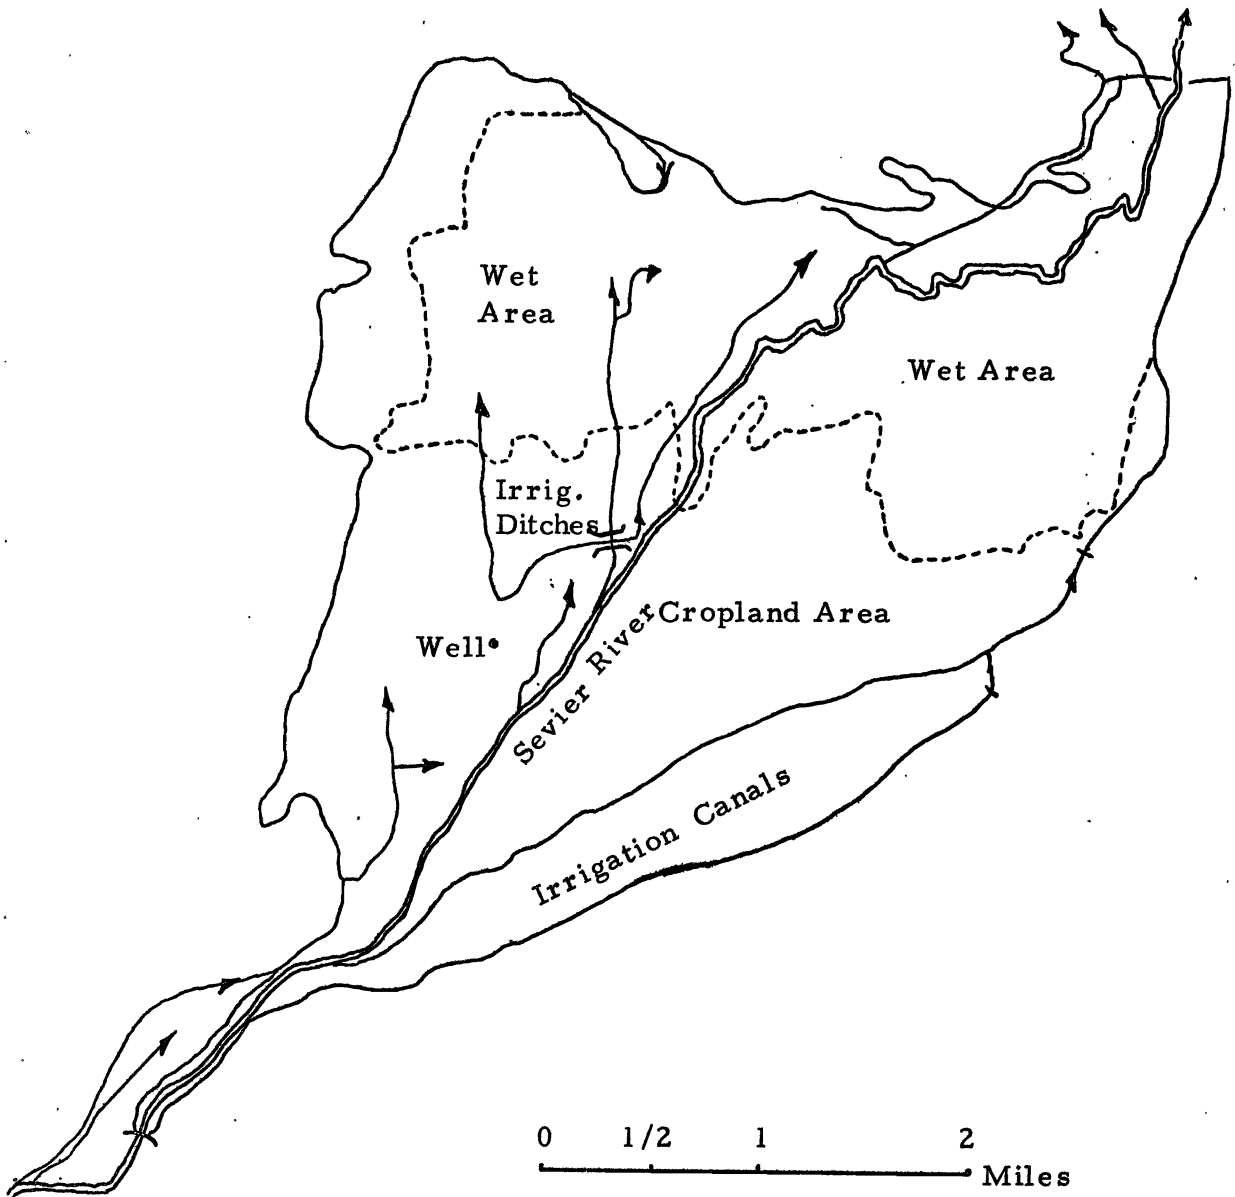 Wet
Area
Wet Area
Irrig.
Ditches
Cropland Area
Well
Sevier River
Irrigation Canals
0 1/2 1 2
Miles